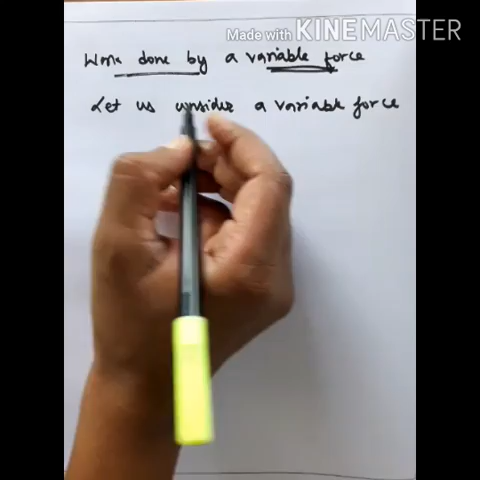 Made with KINEMASTER
Work done by a variable force
Let us consider a variable force